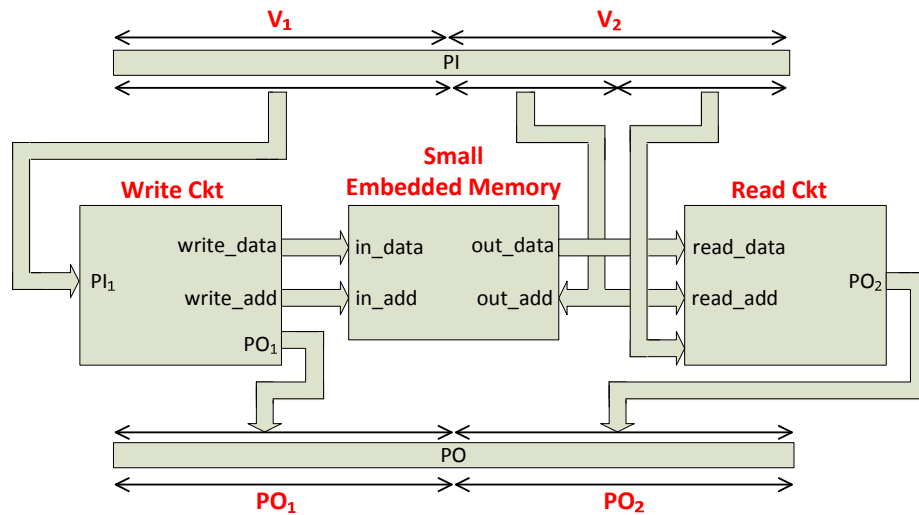 V₁
V₂
PI
Small
Embedded Memory
Write Ckt
Read Ckt
write_data
in_data
out_data
read_data
PI₁
write_add
in_add
out_add
read_add
PO₂
PO₁
PO
PO₁
PO₂